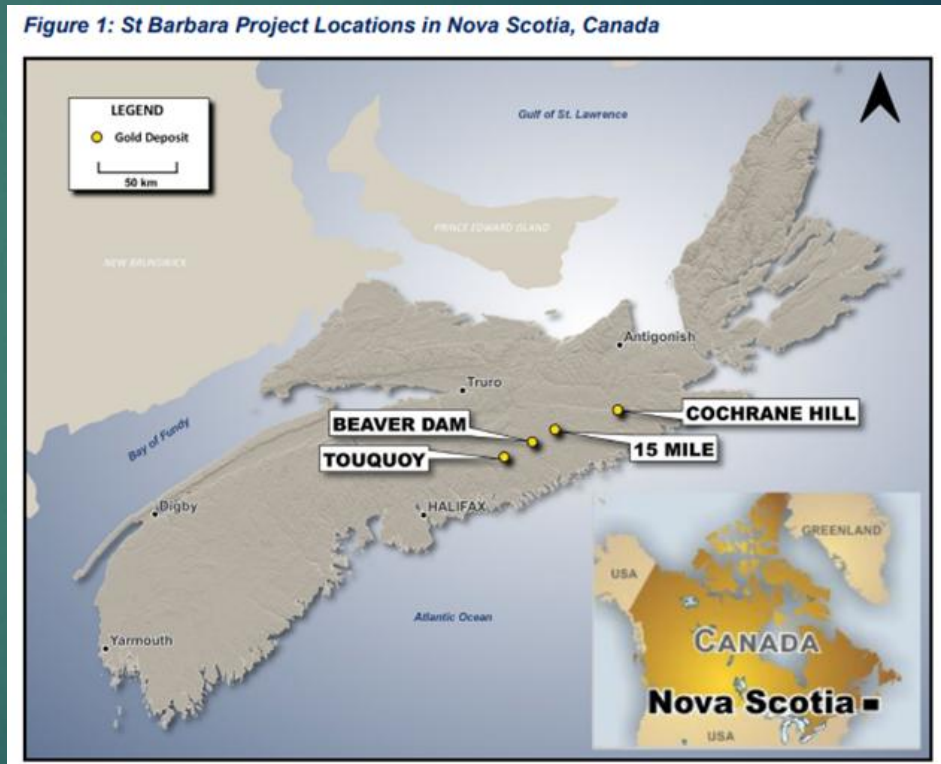 Figure 1: St Barbara Project Locations in Nova Scotia, Canada
LEGEND
Gold Deposit
50 km
Gulf of St. Lawrence
PRINCE EDWARD ISLAND
NEW BRUNSWICK
Antigonish
Truro
COCHRANE HILL
BEAVER DAM
15 MILE
TOUQUOY
Bay of Fundy
Digby
HALIFAX
Atlantic Ocean
Yarmouth
GREENLAND
USA
CANADA
Nova Scotia
USA